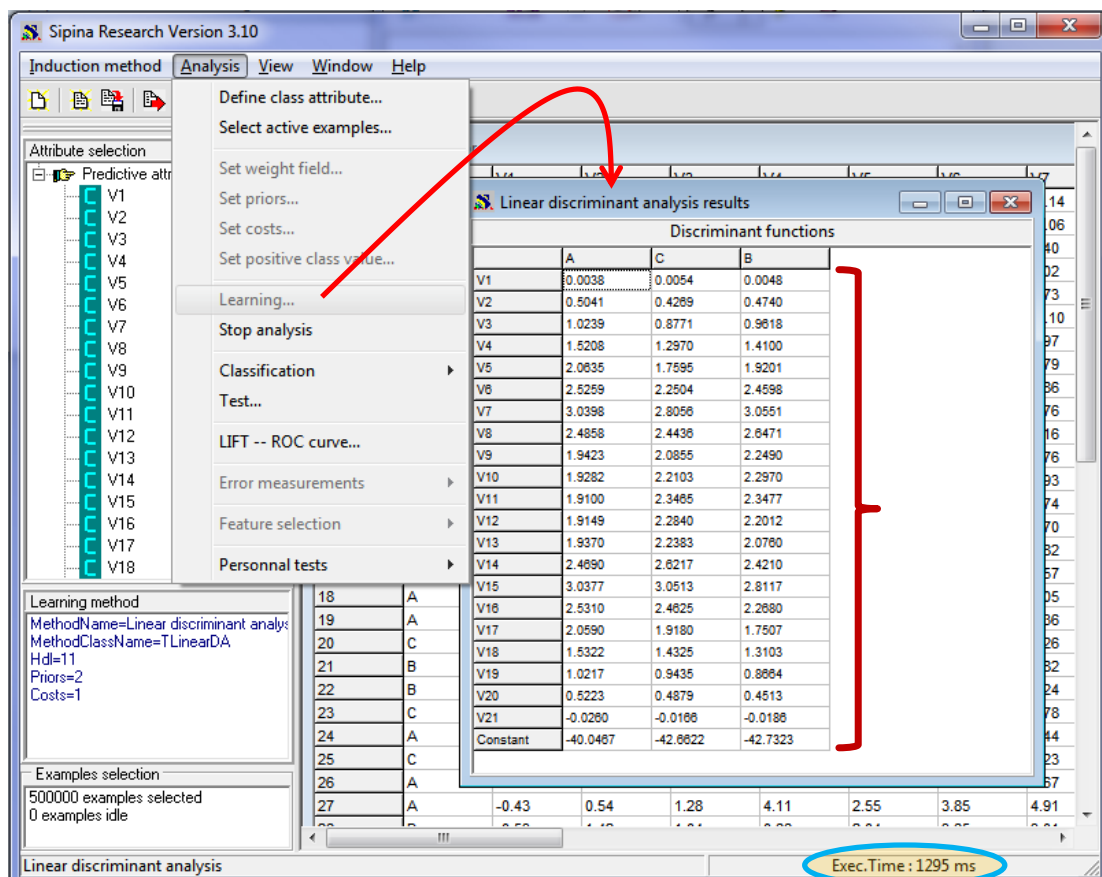 Sipina Research Version 3.10
Induction method Analysis View Window Help
Define class attribute...
Select active examples...
Set weight field...
Set priors...
Set costs...
Set positive class value...
Learning...
Stop analysis
Classification
Test...
LIFT -- ROC curve...
Error measurements
Feature selection
Personnal tests
Attribute selection
Predictive attr
V1
V2
V3
V4
V5
V6
V7
V8
V9
V10
V11
V12
V13
V14
V15
V16
V17
V18
Learning method
MethodName=Linear discriminant analys
MethodClassName=TLinearDA
Hdl=11
Priors=2
Costs=1
Examples selection
500000 examples selected
0 examples idle
Linear discriminant analysis results
Discriminant functions
A C B
V1 0.0038 0.0054 0.0048
V2 0.5041 0.4269 0.4740
V3 1.0239 0.8771 0.9618
V4 1.5208 1.2970 1.4100
V5 2.0635 1.7595 1.9201
V6 2.5259 2.2504 2.4598
V7 3.0398 2.8056 3.0551
V8 2.4858 2.4436 2.6471
V9 1.9423 2.0855 2.2490
V10 1.9282 2.2103 2.2970
V11 1.9100 2.3465 2.3477
V12 1.9149 2.2840 2.2012
V13 1.9370 2.2383 2.0760
V14 2.4690 2.6217 2.4210
V15 3.0377 3.0513 2.8117
V16 2.5310 2.4625 2.2680
V17 2.0590 1.9180 1.7507
V18 1.5322 1.4325 1.3103
V19 1.0217 0.9435 0.8664
V20 0.5223 0.4879 0.4513
V21 -0.0260 -0.0166 -0.0186
Constant -40.0467 -42.6622 -42.7323
18 A
19 A
20 C
21 B
22 B
23 C
24 A
25 C
26 A
27 A -0.43 0.54 1.28 4.11 2.55 3.85 4.91
Linear discriminant analysis
Exec.Time : 1295 ms